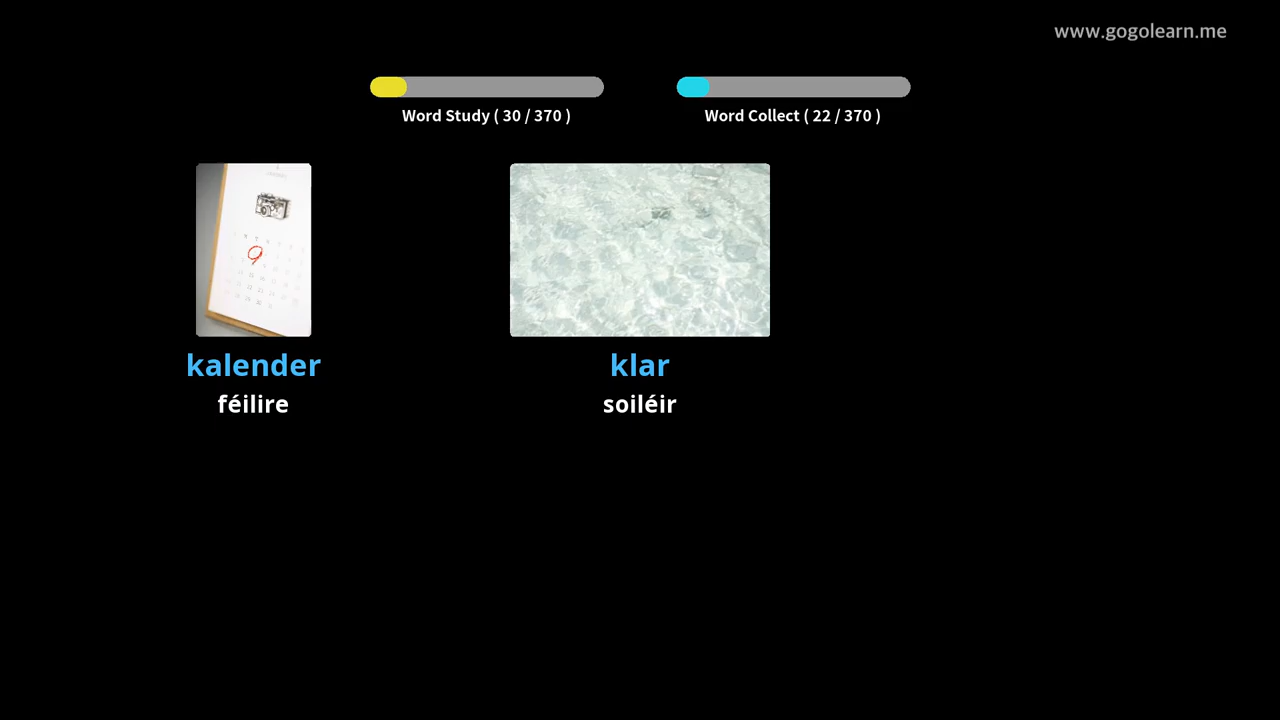 www.gogolearn.me
Word Study ( 30 / 370 )
Word Collect ( 22 / 370 )
kalender
klar
féilire
soiléir